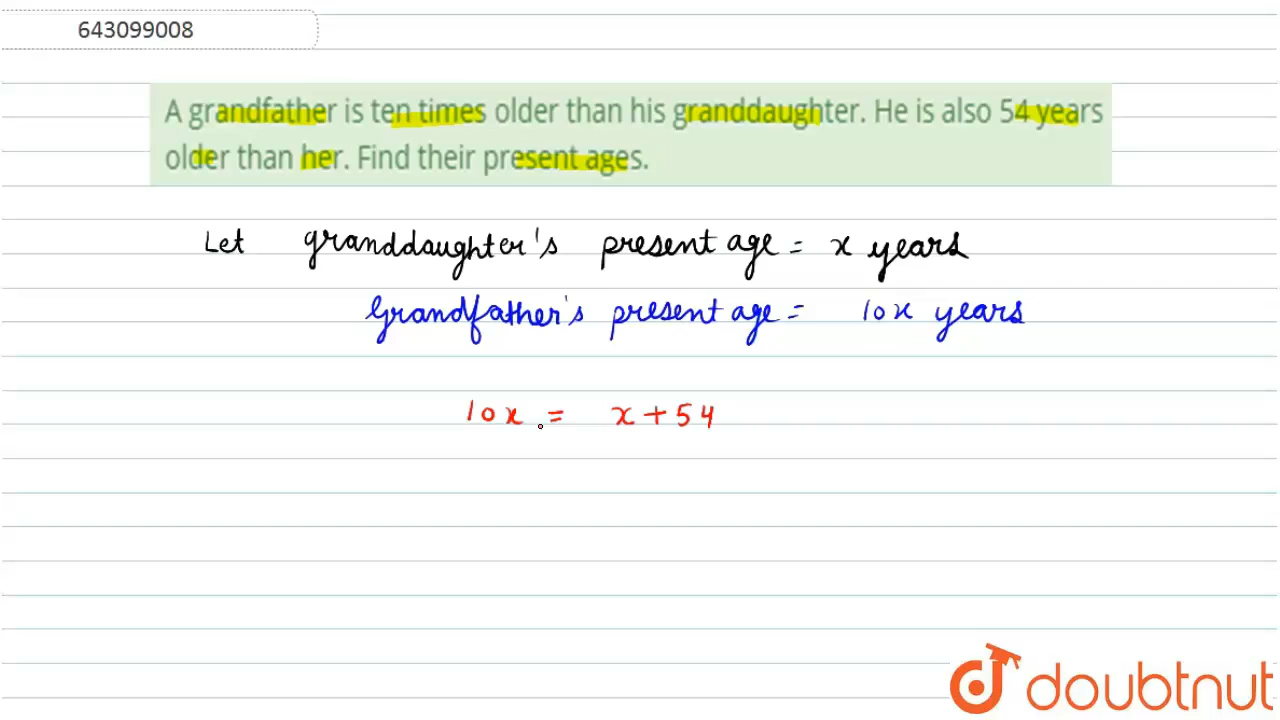 643099008
A grandfather is ten times older than his granddaughter. He is also 54 years
older than her. Find their present ages.
Let granddaughter's present age = x years
Grandfather's present age = 10x years
10x = x + 54
doubtnut